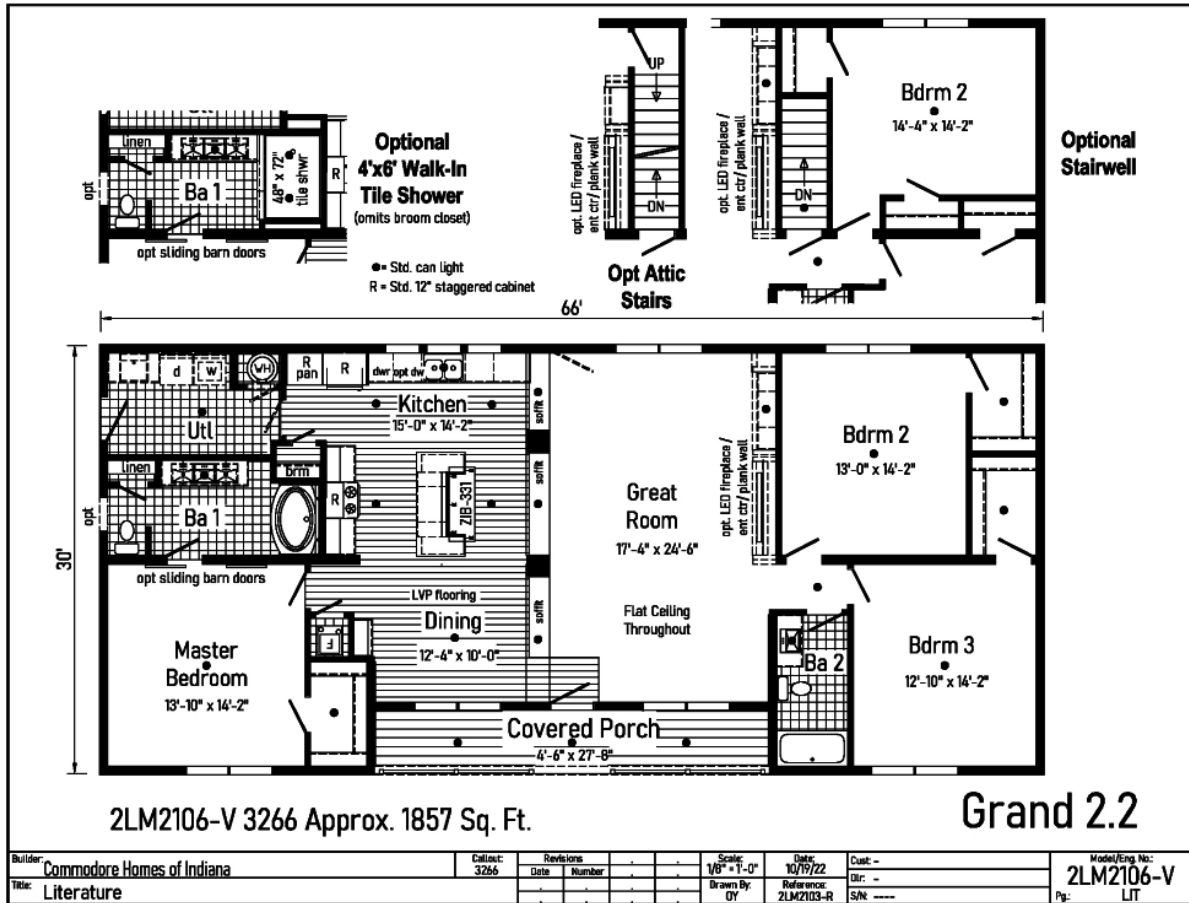 Utl
linen
Ba 1
48" x 72"
tile shwr
R
opt
opt sliding barn doors
Optional
4'x6' Walk-In
Tile Shower
(omits broom closet)
●= Std. can light
R = Std. 12" staggered cabinet
UP
DN
opt. LED fireplace /
ent ctr/ plank wall
Opt Attic
Stairs
opt. LED fireplace /
ent ctr/ plank wall
DN
Bdrm 2
14'-4" x 14'-2"
Optional
Stairwell
66'
30'
d
w
WH
Utl
R
pan
R
dwr
opt dw
Kitchen
15'-0" x 14'-2"
soffit
soffit
soffit
linen
brm
Ba 1
R
ZIB-331
opt
opt sliding barn doors
Great
Room
17'-4" x 24'-6"
Flat Ceiling
Throughout
opt. LED fireplace /
ent ctr/ plank wall
Bdrm 2
13'-0" x 14'-2"
LVP flooring
Dining
12'-4" x 10'-0"
F
Master
Bedroom
13'-10" x 14'-2"
Ba 2
Bdrm 3
12'-10" x 14'-2"
Covered Porch
4'-6" x 27'-8"
2LM2106-V 3266 Approx. 1857 Sq. Ft.
Grand 2.2
Builder:
Commodore Homes of Indiana
Title:
Literature
Callout:
3266
Revisions
Date
Number
Scale:
1/8" = 1'-0"
Drawn By:
OY
Date:
10/19/22
Reference:
2LM2103-R
Cust: -
Dlr: -
S/N: ----
Model/Eng. No.:
2LM2106-V
Pg.: LIT